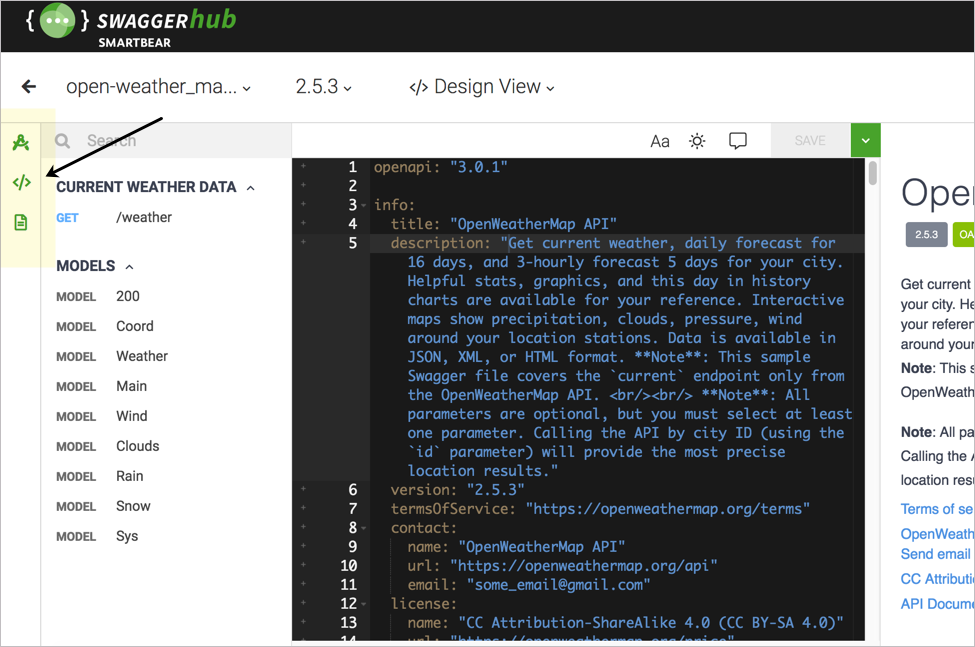 {•••} SWAGGERhub
SMARTBEAR
open-weather_ma...
2.5.3
</> Design View
Search
Aa
SAVE
</>
CURRENT WEATHER DATA
GET /weather
MODELS
MODEL 200
MODEL Coord
MODEL Weather
MODEL Main
MODEL Wind
MODEL Clouds
MODEL Rain
MODEL Snow
MODEL Sys
1 openapi: "3.0.1"
2
3 info:
4 title: "OpenWeatherMap API"
5 description: "Get current weather, daily forecast for
16 days, and 3-hourly forecast 5 days for your city.
Helpful stats, graphics, and this day in history
charts are available for your reference. Interactive
maps show precipitation, clouds, pressure, wind
around your location stations. Data is available in
JSON, XML, or HTML format. **Note**: This sample
Swagger file covers the `current` endpoint only from
the OpenWeatherMap API. <br/><br/> **Note**: All
parameters are optional, but you must select at least
one parameter. Calling the API by city ID (using the
`id` parameter) will provide the most precise
location results."
6 version: "2.5.3"
7 termsOfService: "https://openweathermap.org/terms"
8 contact:
9 name: "OpenWeatherMap API"
10 url: "https://openweathermap.org/api"
11 email: "some_email@gmail.com"
12 license:
13 name: "CC Attribution-ShareAlike 4.0 (CC BY-SA 4.0)"
14 url: "https://openweathermap.org/price"
Ope
2.5.3 OA
Get current
your city. He
your referen
around your
Note: This s
OpenWeath
Note: All pa
Calling the A
location resu
Terms of se
OpenWeath
Send email
CC Attributi
API Docume